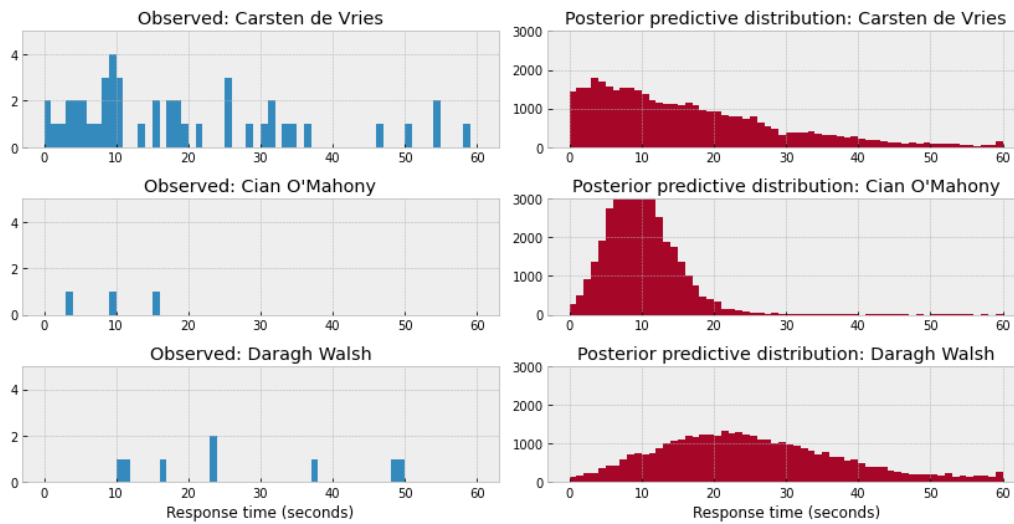 Observed: Carsten de Vries
4
2
0
0 10 20 30 40 50 60
Posterior predictive distribution: Carsten de Vries
3000
2000
1000
0
0 10 20 30 40 50 60
Observed: Cian O'Mahony
4
2
0
0 10 20 30 40 50 60
Posterior predictive distribution: Cian O'Mahony
3000
2000
1000
0
0 10 20 30 40 50 60
Observed: Daragh Walsh
4
2
0
0 10 20 30 40 50 60
Response time (seconds)
Posterior predictive distribution: Daragh Walsh
3000
2000
1000
0
0 10 20 30 40 50 60
Response time (seconds)